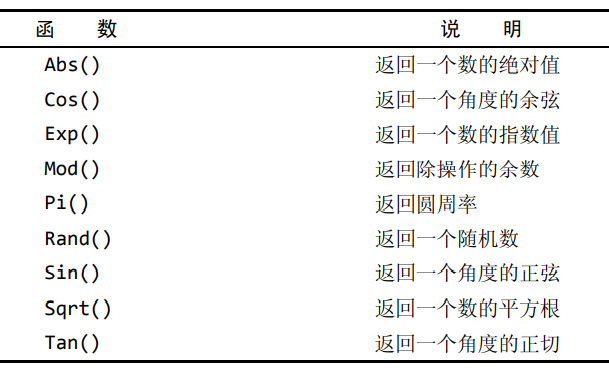 函 数 说 明
Abs() 返回一个数的绝对值
Cos() 返回一个角度的余弦
Exp() 返回一个数的指数值
Mod() 返回除操作的余数
Pi() 返回圆周率
Rand() 返回一个随机数
Sin() 返回一个角度的正弦
Sqrt() 返回一个数的平方根
Tan() 返回一个角度的正切